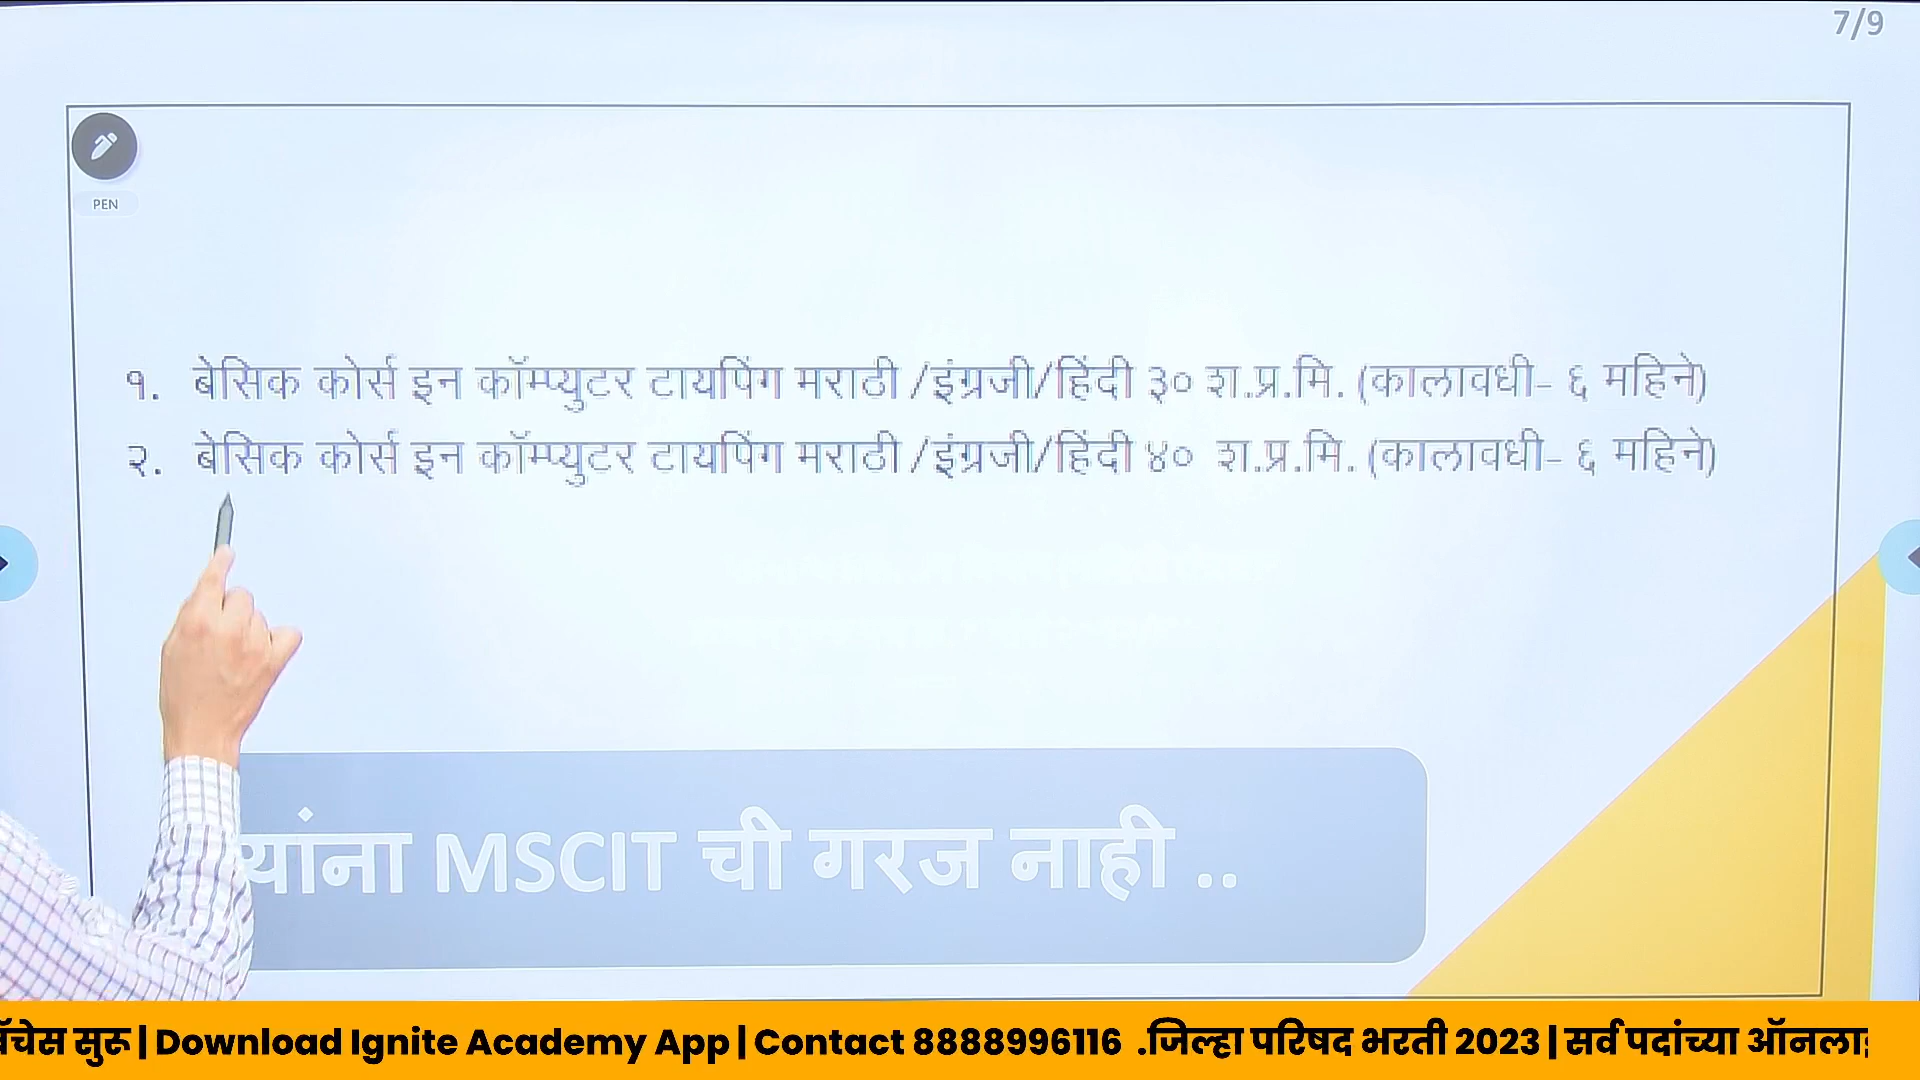 7/9
PEN
१. बेसिक कोर्स इन कॉम्प्युटर टायपिंग मराठी /इंग्रजी/हिंदी ३० श.प्र.मि. (कालावधी- ६ महिने)
२. बेसिक कोर्स इन कॉम्प्युटर टायपिंग मराठी /इंग्रजी/हिंदी ४० श.प्र.मि. (कालावधी- ६ महिने)
MSCIT ची गरज नाही ..
सुरू | Download Ignite Academy App | Contact 8888996116 .जिल्हा परिषद भरती 2023 | सर्व पदांच्या